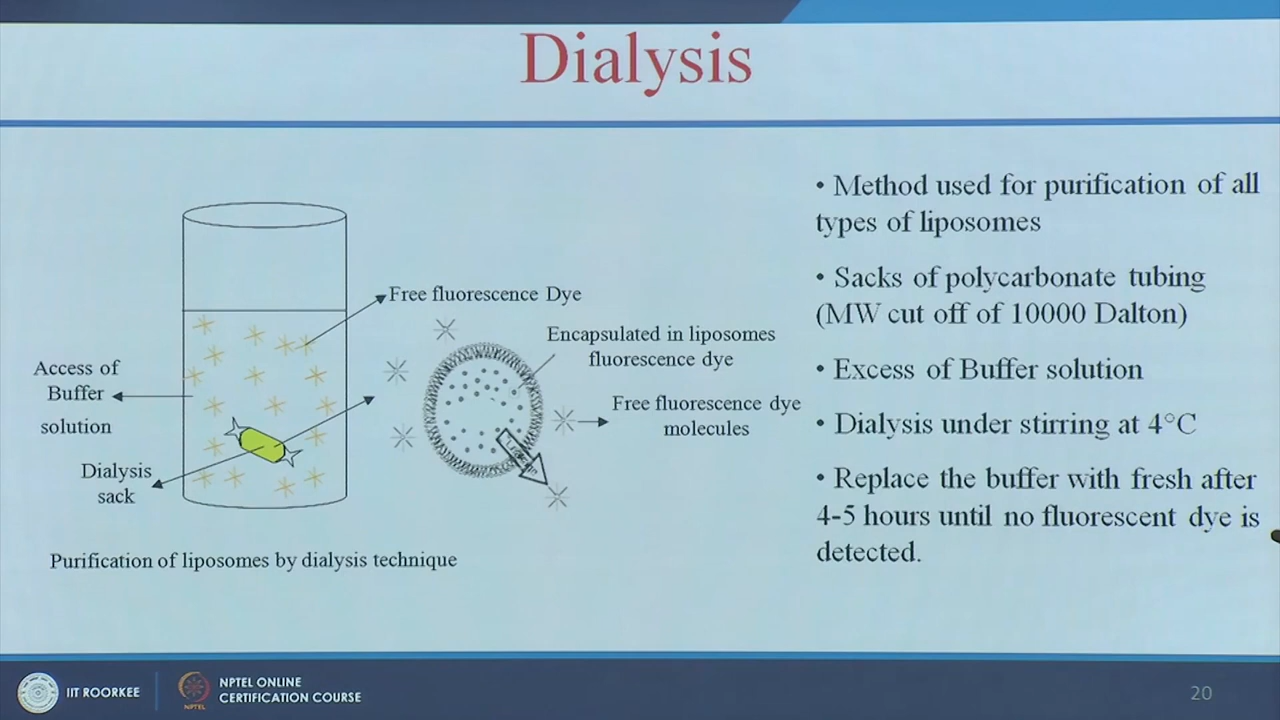 Dialysis
Free fluorescence Dye
Encapsulated in liposomes
fluorescence dye
Access of
Buffer
solution
Free fluorescence dye
molecules
Dialysis
sack
Purification of liposomes by dialysis technique
• Method used for purification of all
types of liposomes
• Sacks of polycarbonate tubing
(MW cut off of 10000 Dalton)
• Excess of Buffer solution
• Dialysis under stirring at 4°C
• Replace the buffer with fresh after
4-5 hours until no fluorescent dye is
detected.
IIT ROORKEE
NPTEL
NPTEL ONLINE
CERTIFICATION COURSE
20